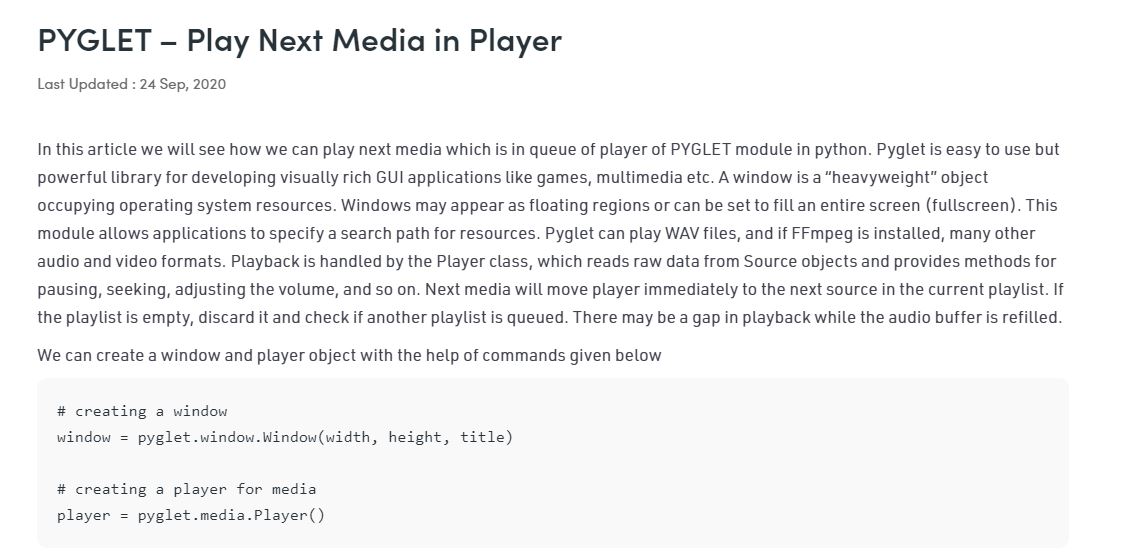 PYGLET – Play Next Media in Player
Last Updated : 24 Sep, 2020
In this article we will see how we can play next media which is in queue of player of PYGLET module in python. Pyglet is easy to use but
powerful library for developing visually rich GUI applications like games, multimedia etc. A window is a “heavyweight” object
occupying operating system resources. Windows may appear as floating regions or can be set to fill an entire screen (fullscreen). This
module allows applications to specify a search path for resources. Pyglet can play WAV files, and if FFmpeg is installed, many other
audio and video formats. Playback is handled by the Player class, which reads raw data from Source objects and provides methods for
pausing, seeking, adjusting the volume, and so on. Next media will move player immediately to the next source in the current playlist. If
the playlist is empty, discard it and check if another playlist is queued. There may be a gap in playback while the audio buffer is refilled.
We can create a window and player object with the help of commands given below
# creating a window
window = pyglet.window.Window(width, height, title)
# creating a player for media
player = pyglet.media.Player()